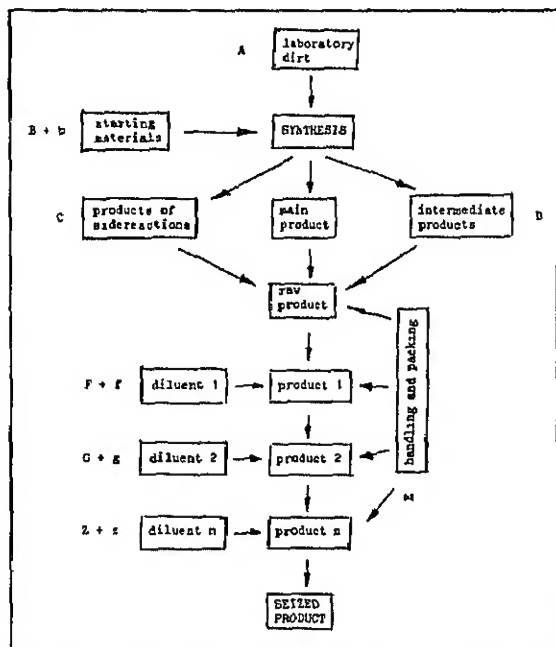 A
laboratory
dirt
B + b
starting
materials
SYNTHESIS
C
products of
sidereactions
main
product
intermediate
products
D
raw
product
handling and packing
E
F + f
diluent 1
product 1
G + g
diluent 2
product 2
Z + z
diluent n
product n
SEIZED
PRODUCT